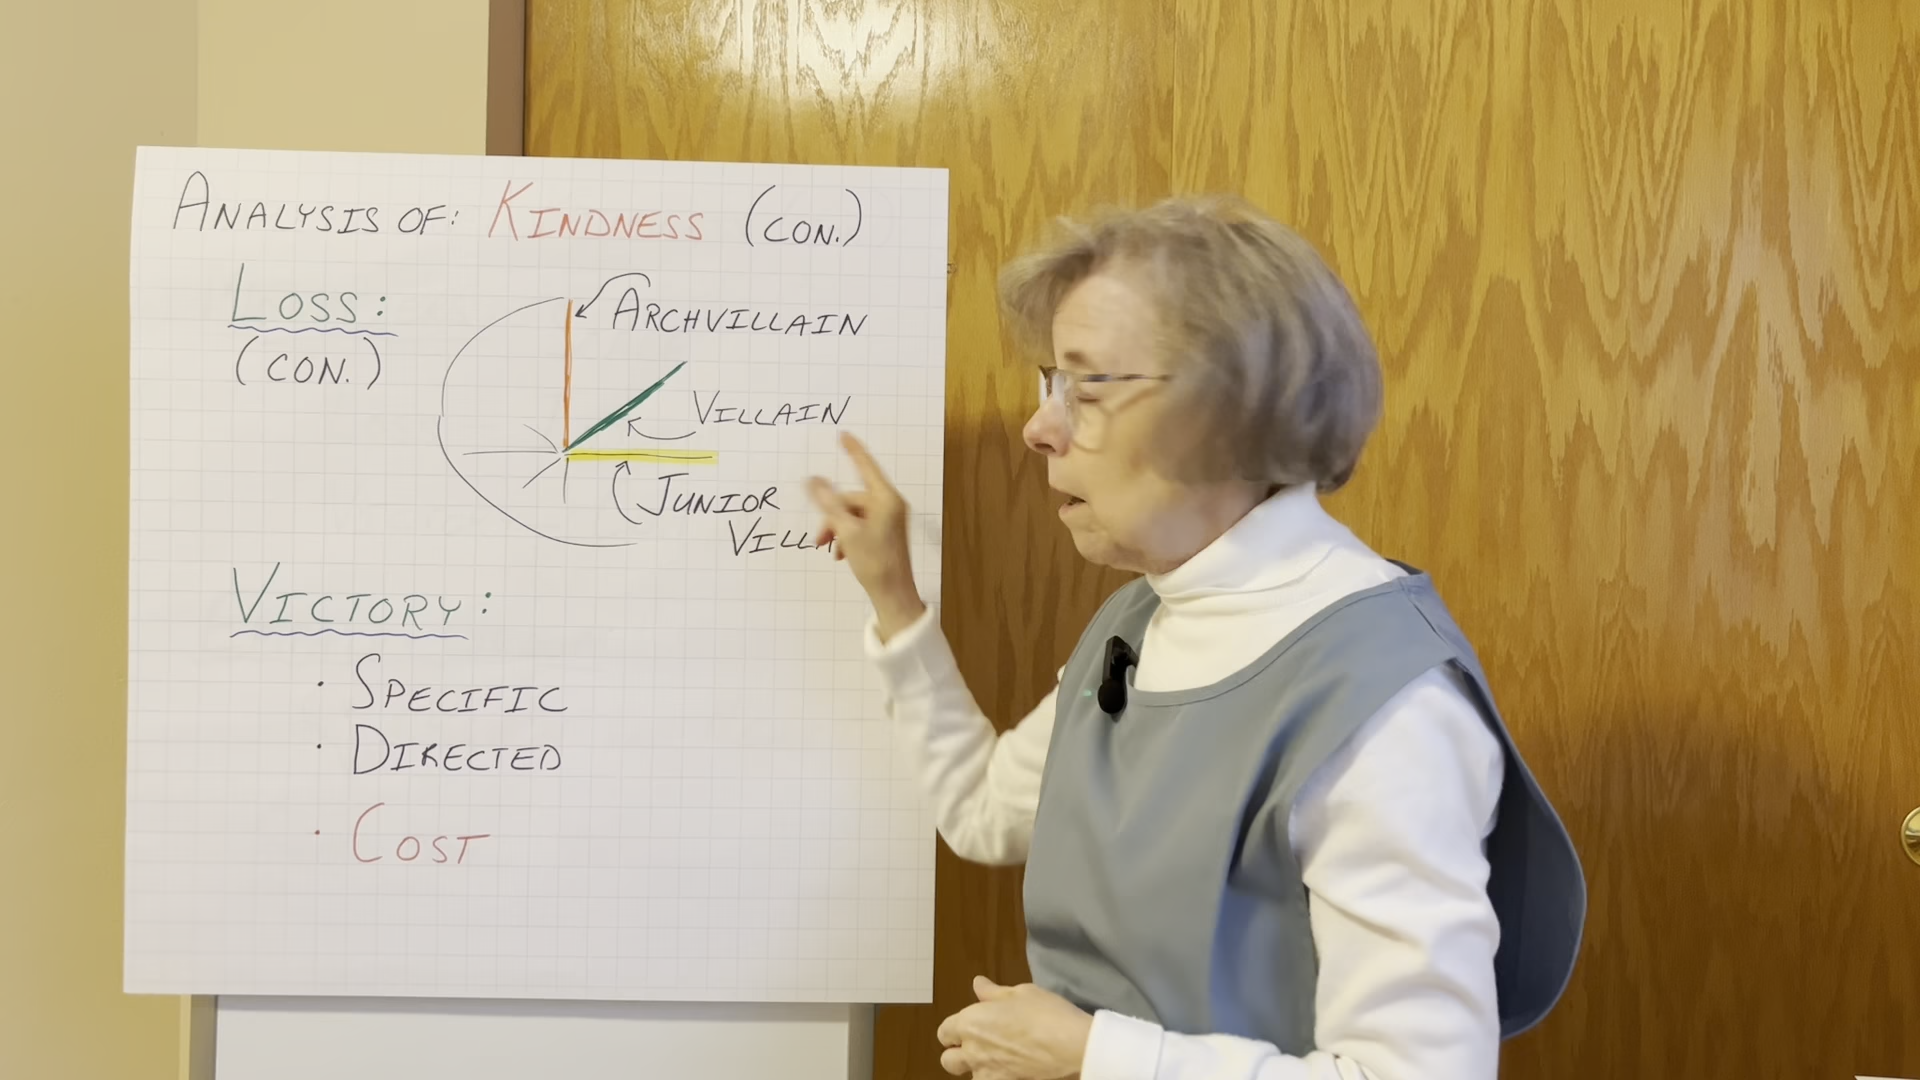 ANALYSIS OF: KINDNESS (CON.)
LOSS:
(CON.)
ARCHVILLAIN
VILLAIN
JUNIOR
VICTORY:
· SPECIFIC
· DIRECTED
· COST